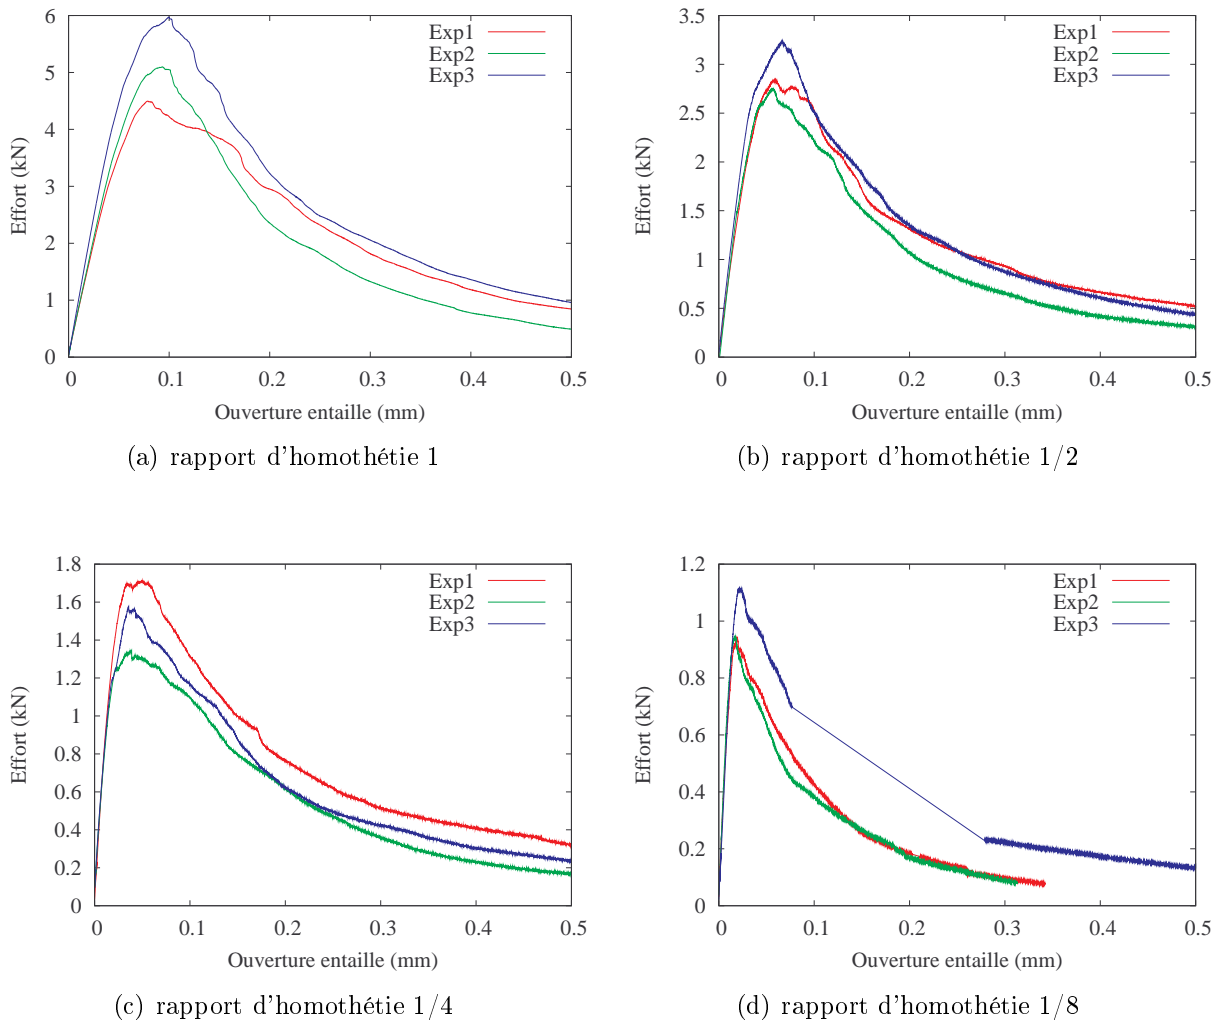 6
5
4
3
2
1
0
0 0.1 0.2 0.3 0.4 0.5
Effort (kN)
Ouverture entaille (mm)
Exp1
Exp2
Exp3
(a) rapport d'homothétie 1
3.5
3
2.5
2
1.5
1
0.5
0
0 0.1 0.2 0.3 0.4 0.5
Effort (kN)
Ouverture entaille (mm)
Exp1
Exp2
Exp3
(b) rapport d'homothétie 1/2
1.8
1.6
1.4
1.2
1
0.8
0.6
0.4
0.2
0
0 0.1 0.2 0.3 0.4 0.5
Effort (kN)
Ouverture entaille (mm)
Exp1
Exp2
Exp3
(c) rapport d'homothétie 1/4
1.2
1
0.8
0.6
0.4
0.2
0
0 0.1 0.2 0.3 0.4 0.5
Effort (kN)
Ouverture entaille (mm)
Exp1
Exp2
Exp3
(d) rapport d'homothétie 1/8